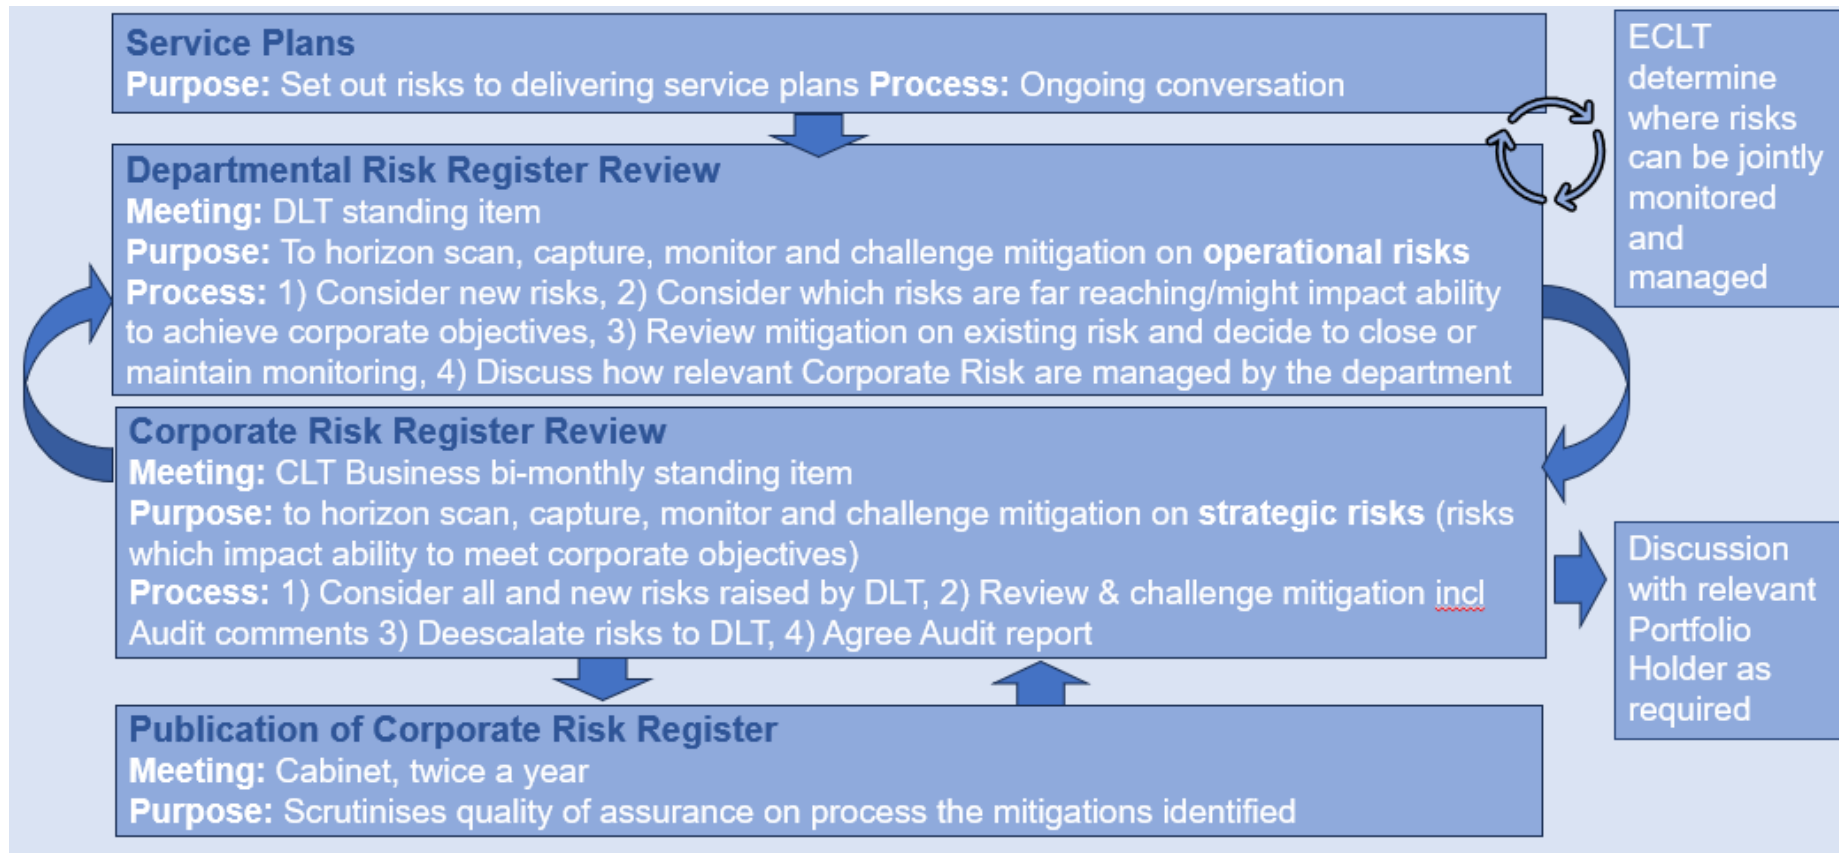 Service Plans
Purpose: Set out risks to delivering service plans Process: Ongoing conversation
ECLT
determine
where risks
can be jointly
monitored
and
managed
Departmental Risk Register Review
Meeting: DLT standing item
Purpose: To horizon scan, capture, monitor and challenge mitigation on operational risks
Process: 1) Consider new risks, 2) Consider which risks are far reaching/might impact ability
to achieve corporate objectives, 3) Review mitigation on existing risk and decide to close or
maintain monitoring, 4) Discuss how relevant Corporate Risk are managed by the department
Corporate Risk Register Review
Meeting: CLT Business bi-monthly standing item
Purpose: to horizon scan, capture, monitor and challenge mitigation on strategic risks (risks
which impact ability to meet corporate objectives)
Process: 1) Consider all and new risks raised by DLT, 2) Review & challenge mitigation incl
Audit comments 3) Deescalate risks to DLT, 4) Agree Audit report
Discussion
with relevant
Portfolio
Holder as
required
Publication of Corporate Risk Register
Meeting: Cabinet, twice a year
Purpose: Scrutinises quality of assurance on process the mitigations identified